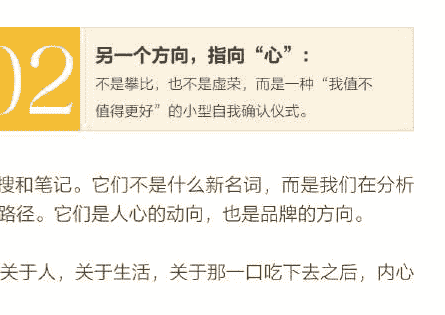 02
另一个方向，指向“心”：
不是攀比，也不是虚荣，而是一种“我值不
值得更好”的小型自我确认仪式。
搜和笔记。它们不是什么新名词，而是我们在分析
路径。它们是人心的动向，也是品牌的方向。
关于人，关于生活，关于那一口吃下去之后，内心